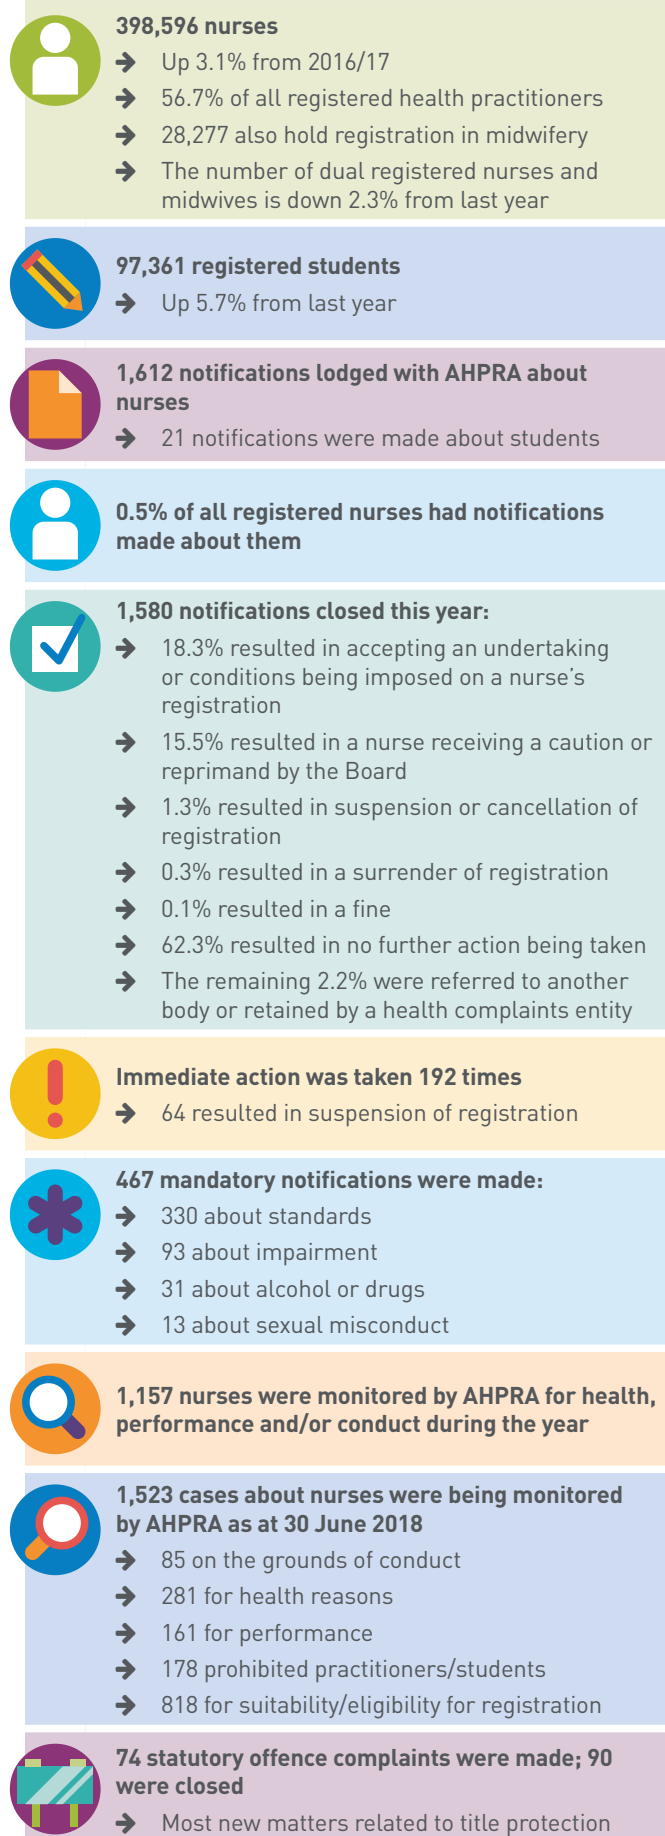 398,596 nurses
→ Up 3.1% from 2016/17
→ 56.7% of all registered health practitioners
→ 28,277 also hold registration in midwifery
→ The number of dual registered nurses and
midwives is down 2.3% from last year
97,361 registered students
→ Up 5.7% from last year
1,612 notifications lodged with AHPRA about
nurses
→ 21 notifications were made about students
0.5% of all registered nurses had notifications
made about them
1,580 notifications closed this year:
→ 18.3% resulted in accepting an undertaking
or conditions being imposed on a nurse's
registration
→ 15.5% resulted in a nurse receiving a caution or
reprimand by the Board
→ 1.3% resulted in suspension or cancellation of
registration
→ 0.3% resulted in a surrender of registration
→ 0.1% resulted in a fine
→ 62.3% resulted in no further action being taken
→ The remaining 2.2% were referred to another
body or retained by a health complaints entity
Immediate action was taken 192 times
→ 64 resulted in suspension of registration
467 mandatory notifications were made:
→ 330 about standards
→ 93 about impairment
→ 31 about alcohol or drugs
→ 13 about sexual misconduct
1,157 nurses were monitored by AHPRA for health,
performance and/or conduct during the year
1,523 cases about nurses were being monitored
by AHPRA as at 30 June 2018
→ 85 on the grounds of conduct
→ 281 for health reasons
→ 161 for performance
→ 178 prohibited practitioners/students
→ 818 for suitability/eligibility for registration
74 statutory offence complaints were made; 90
were closed
→ Most new matters related to title protection